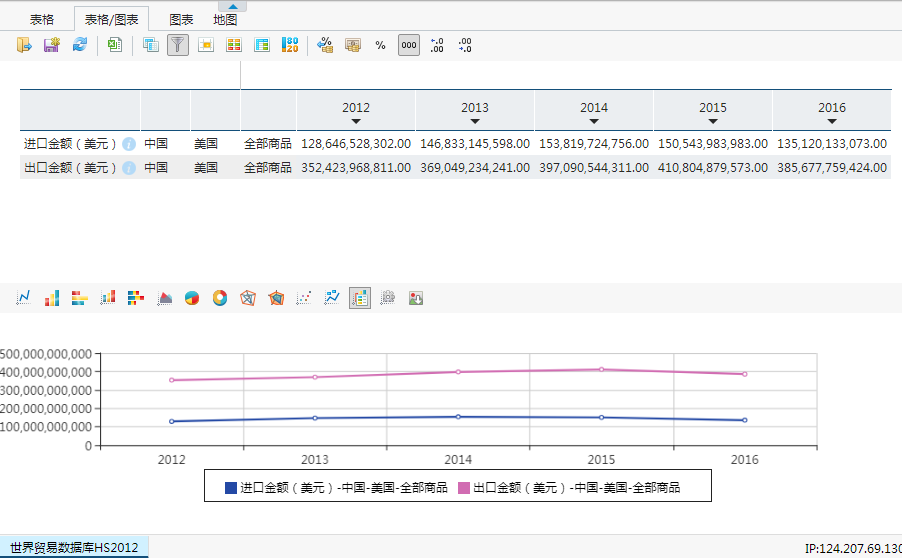 表格 表格/图表 图表 地图
% 000 ←.0 .00 .00 →.0
2012 2013 2014 2015 2016
进口金额（美元） i 中国 美国 全部商品 128,646,528,302.00 146,833,145,598.00 153,819,724,756.00 150,543,983,983.00 135,120,133,073.00
出口金额（美元） i 中国 美国 全部商品 352,423,968,811.00 369,049,234,241.00 397,090,544,311.00 410,804,879,573.00 385,677,759,424.00
500,000,000,000
400,000,000,000
300,000,000,000
200,000,000,000
100,000,000,000
0
2012 2013 2014 2015 2016
进口金额（美元）-中国-美国-全部商品 出口金额（美元）-中国-美国-全部商品
世界贸易数据库HS2012 IP:124.207.69.130